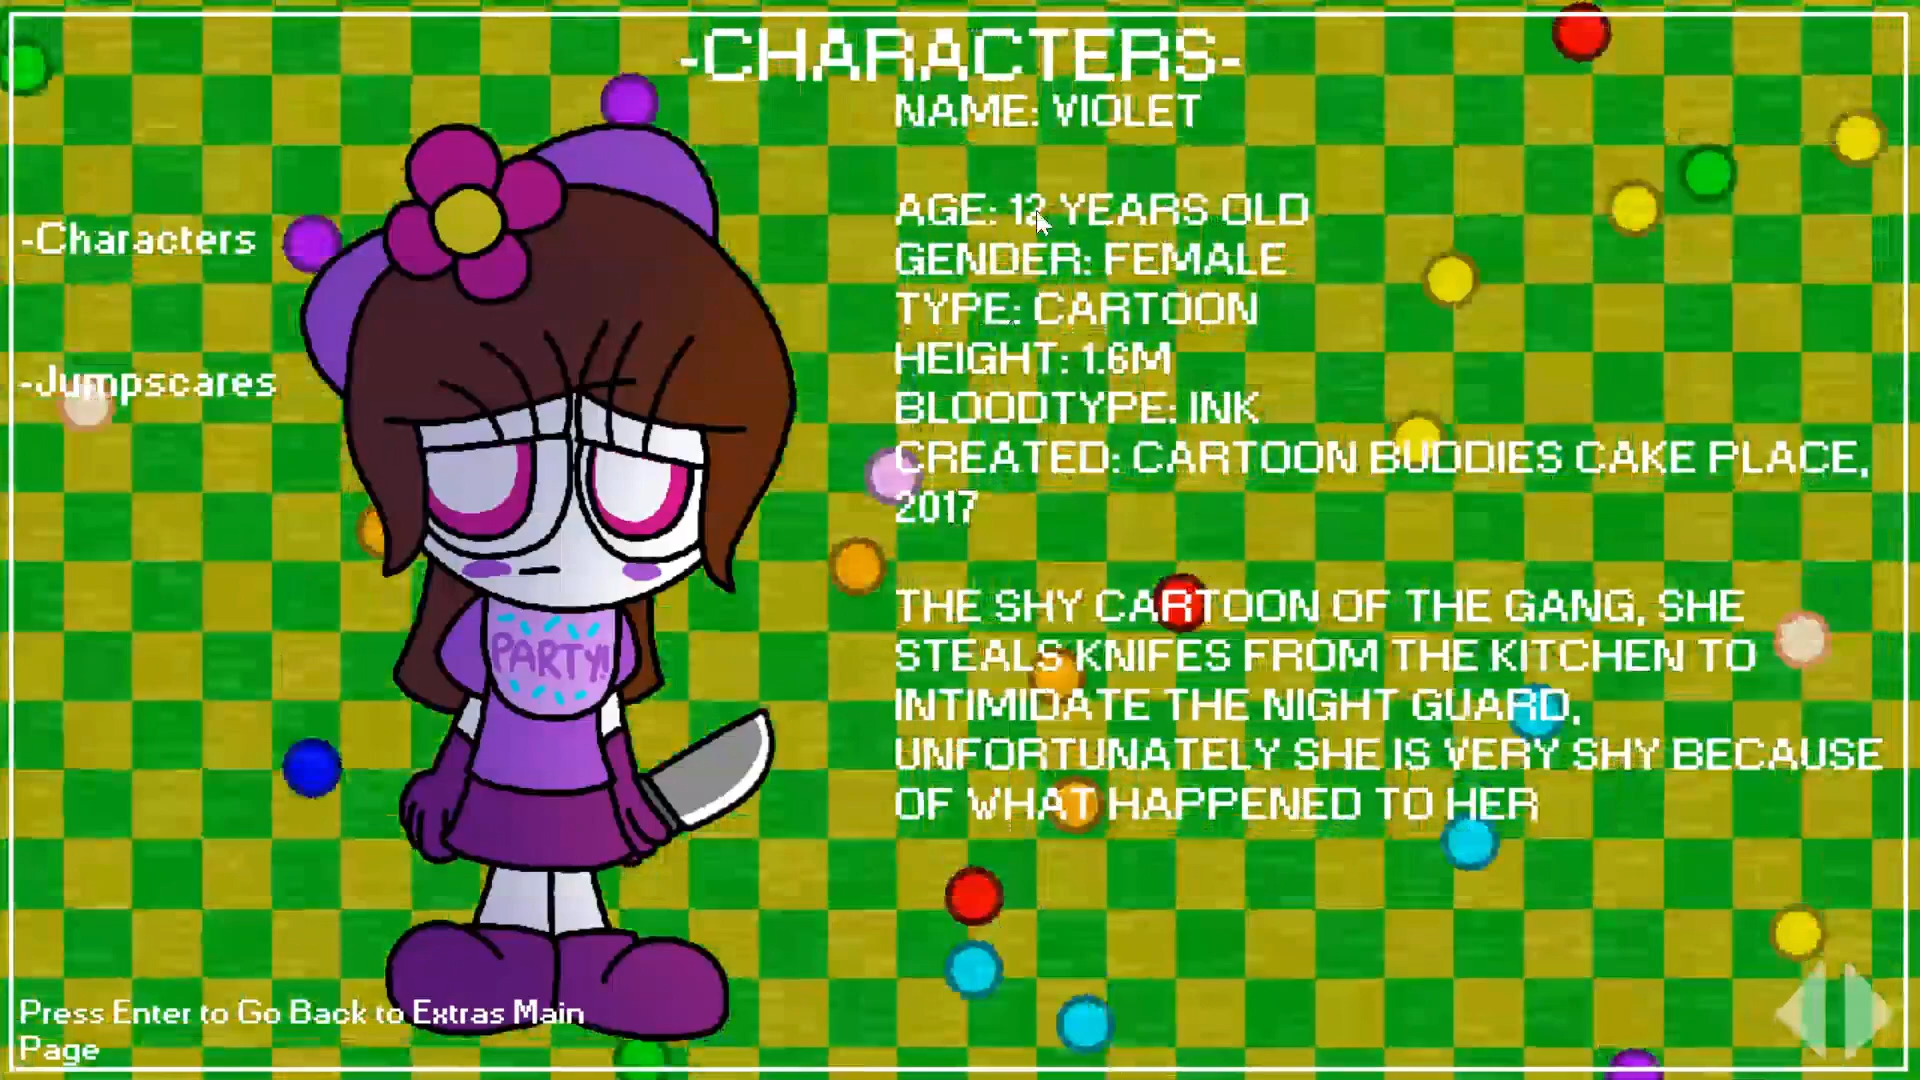 -CHARACTERS-
NAME: VIOLET
AGE: 12 YEARS OLD
GENDER: FEMALE
TYPE: CARTOON
HEIGHT: 1.6M
BLOODTYPE: INK
CREATED: CARTOON BUDDIES CAKE PLACE,
2017
THE SHY CARTOON OF THE GANG, SHE
STEALS KNIFES FROM THE KITCHEN TO
INTIMIDATE THE NIGHT GUARD,
UNFORTUNATELY SHE IS VERY SHY BECAUSE
OF WHAT HAPPENED TO HER
-Characters
-Jumpscares
PARTY!
Press Enter to Go Back to Extras Main
Page